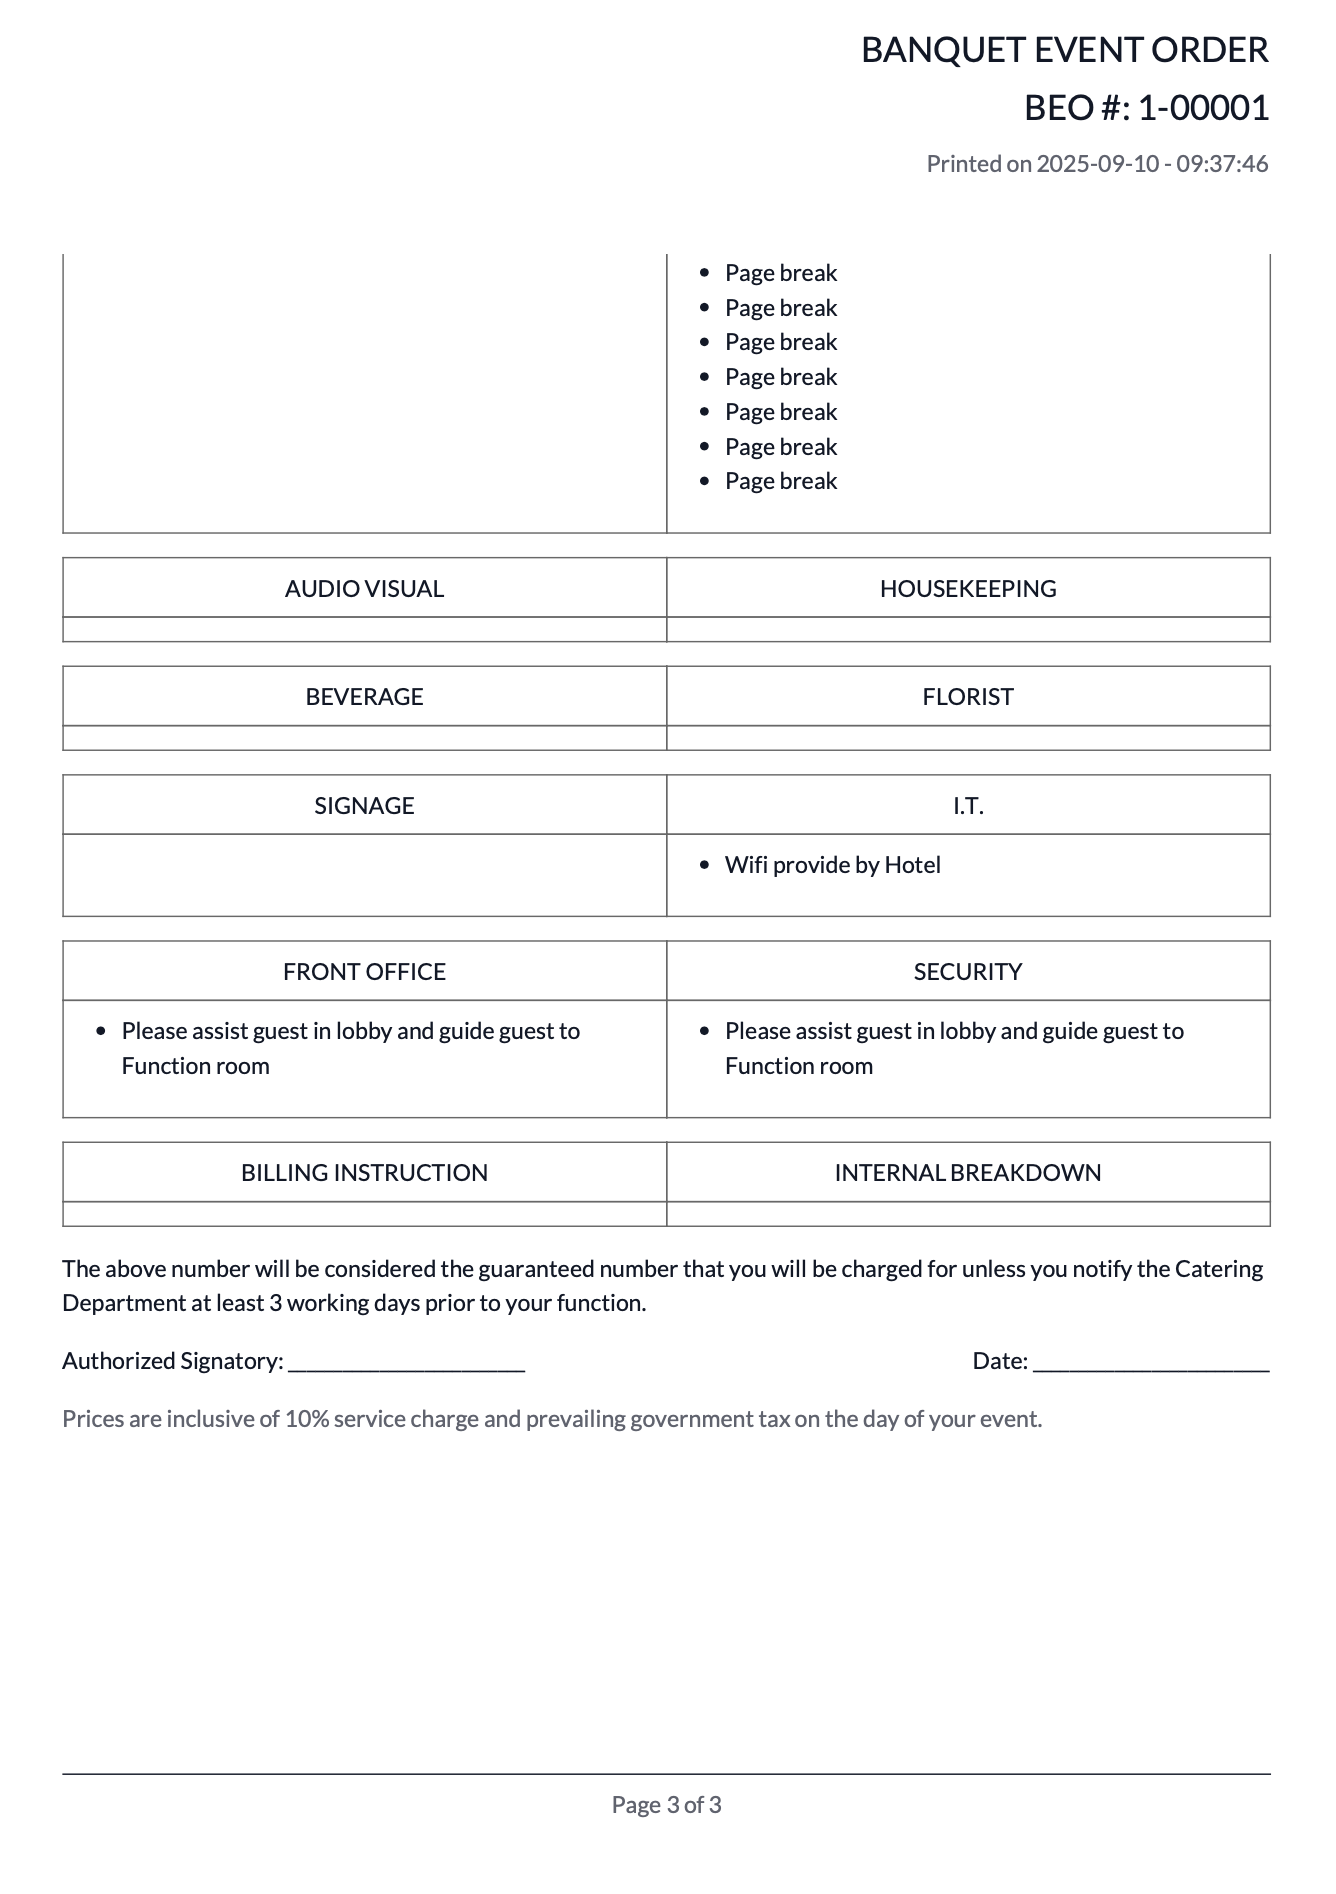 BANQUET EVENT ORDER
BEO #: 1-00001
Printed on 2025-09-10 - 09:37:46
• Page break
• Page break
• Page break
• Page break
• Page break
• Page break
• Page break
AUDIO VISUAL
HOUSEKEEPING
BEVERAGE
FLORIST
SIGNAGE
I.T.
• Wifi provide by Hotel
FRONT OFFICE
SECURITY
• Please assist guest in lobby and guide guest to
Function room
• Please assist guest in lobby and guide guest to
Function room
BILLING INSTRUCTION
INTERNAL BREAKDOWN
The above number will be considered the guaranteed number that you will be charged for unless you notify the Catering
Department at least 3 working days prior to your function.
Authorized Signatory: ____________________
Date: ____________________
Prices are inclusive of 10% service charge and prevailing government tax on the day of your event.
Page 3 of 3